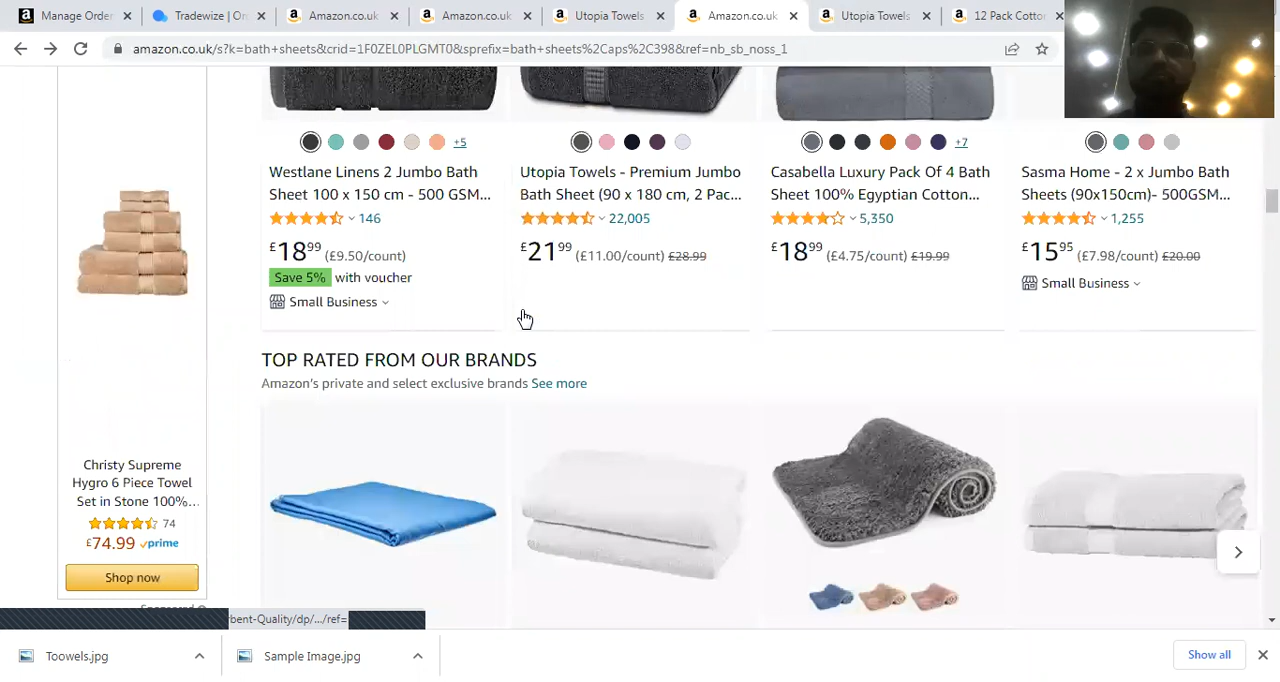 Manage Order
Tradewize | Or
Amazon.co.uk
Amazon.co.uk
Utopia Towels
Amazon.co.uk
Utopia Towels
12 Pack Cotto
amazon.co.uk/s?k=bath+sheets&crid=1F0ZEL0PLGMT0&sprefix=bath+sheets%2Caps%2C398&ref=nb_sb_noss_1
+5
+7
Westlane Linens 2 Jumbo Bath
Sheet 100 x 150 cm - 500 GSM...
146
£18.99 (£9.50/count)
Save 5% with voucher
Small Business
Utopia Towels - Premium Jumbo
Bath Sheet (90 x 180 cm, 2 Pac...
22,005
£21.99 (£11.00/count) £28.99
Casabella Luxury Pack Of 4 Bath
Sheet 100% Egyptian Cotton...
5,350
£18.99 (£4.75/count) £19.99
Sasma Home - 2 x Jumbo Bath
Sheets (90x150cm)- 500GSM...
1,255
£15.95 (£7.98/count) £20.00
Small Business
TOP RATED FROM OUR BRANDS
Amazon's private and select exclusive brands See more
Christy Supreme
Hygro 6 Piece Towel
Set in Stone 100%...
74
£74.99 prime
Shop now
Sponsored
bent-Quality/dp/.../ref=
Toowels.jpg
Sample Image.jpg
Show all